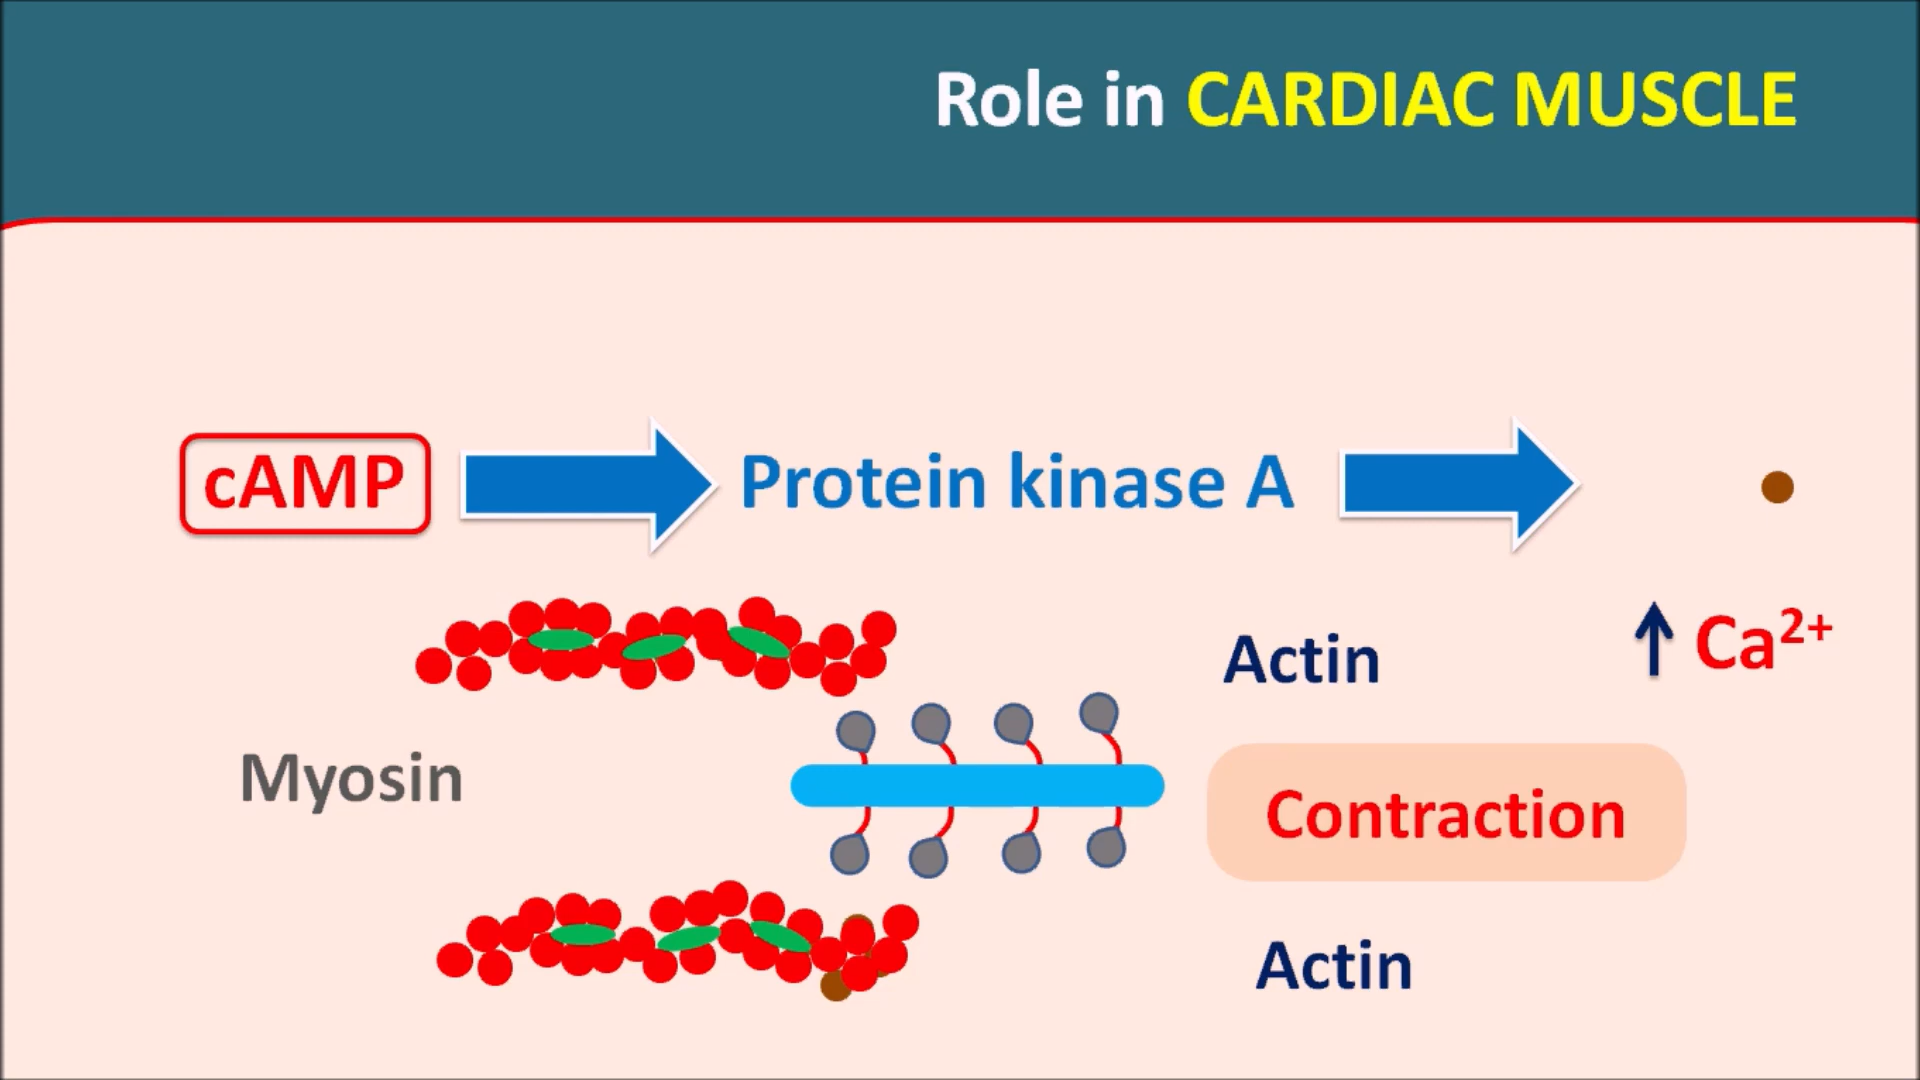 Role in CARDIAC MUSCLE
cAMP
Protein kinase A
Actin
↑ Ca²⁺
Myosin
Contraction
Actin